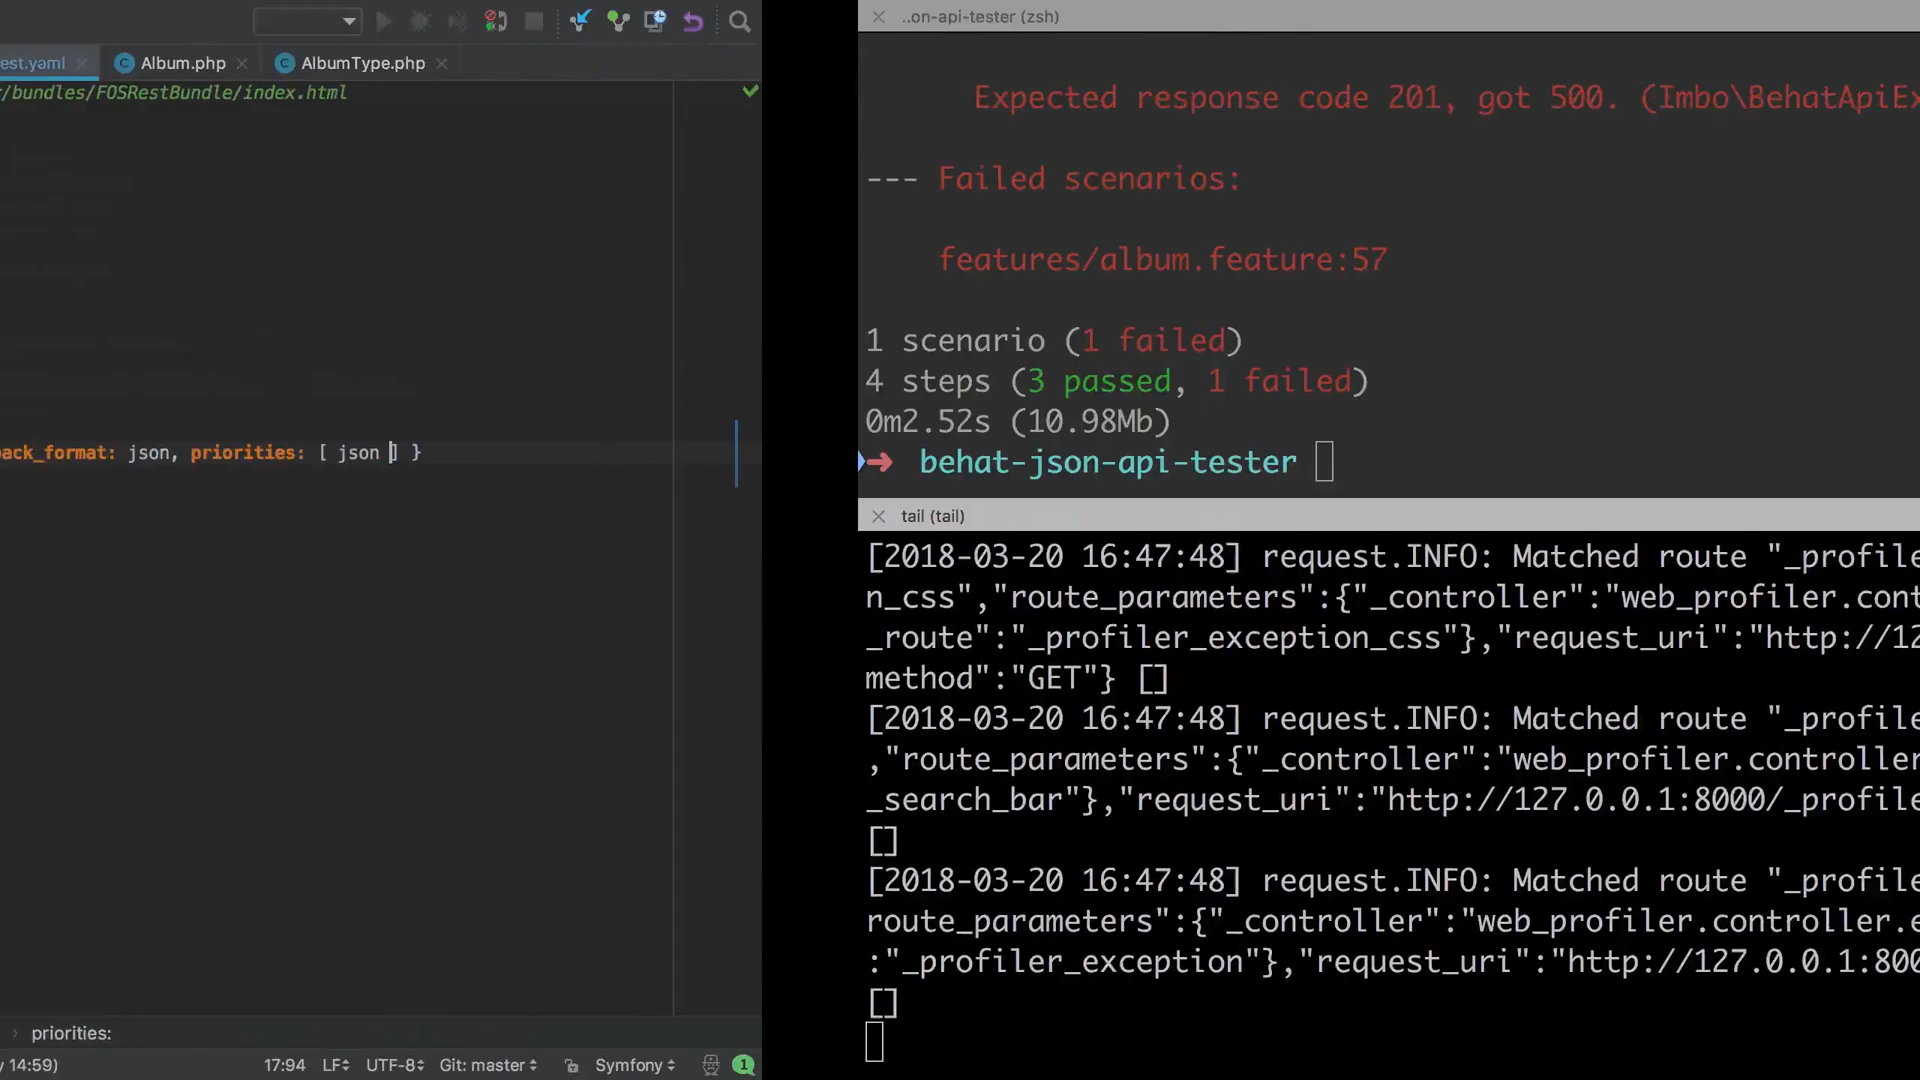 est.yaml
Album.php
AlbumType.php
/bundles/FOSRestBundle/index.html
ack_format: json, priorities: [ json ] }
priorities:
14:59)
17:94
LF
UTF-8
Git: master
Symfony
1
..on-api-tester (zsh)
Expected response code 201, got 500. (Imbo\BehatApiEx
--- Failed scenarios:
features/album.feature:57
1 scenario (1 failed)
4 steps (3 passed, 1 failed)
0m2.52s (10.98Mb)
➜ behat-json-api-tester
tail (tail)
[2018-03-20 16:47:48] request.INFO: Matched route "_profile
n_css","route_parameters":{"_controller":"web_profiler.cont
_route":"_profiler_exception_css"},"request_uri":"http://12
method":"GET"} []
[2018-03-20 16:47:48] request.INFO: Matched route "_profile
,"route_parameters":{"_controller":"web_profiler.controller
_search_bar"},"request_uri":"http://127.0.0.1:8000/_profile
[]
[2018-03-20 16:47:48] request.INFO: Matched route "_profile
route_parameters":{"_controller":"web_profiler.controller.e
:"_profiler_exception"},"request_uri":"http://127.0.0.1:800
[]